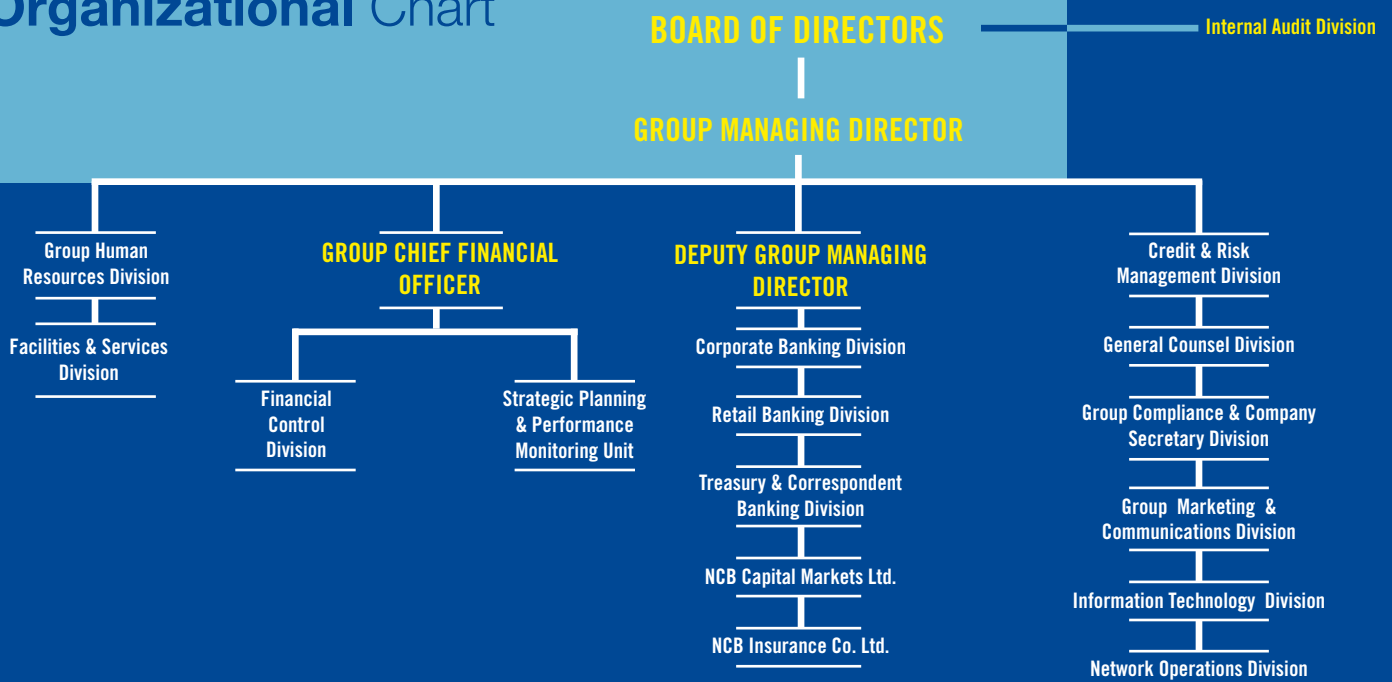 Organizational Chart
BOARD OF DIRECTORS
Internal Audit Division
GROUP MANAGING DIRECTOR
Group Human
Resources Division
Facilities & Services
Division
GROUP CHIEF FINANCIAL
OFFICER
Financial
Control
Division
Strategic Planning
& Performance
Monitoring Unit
DEPUTY GROUP MANAGING
DIRECTOR
Corporate Banking Division
Retail Banking Division
Treasury & Correspondent
Banking Division
NCB Capital Markets Ltd.
NCB Insurance Co. Ltd.
Credit & Risk
Management Division
General Counsel Division
Group Compliance & Company
Secretary Division
Group Marketing &
Communications Division
Information Technology Division
Network Operations Division